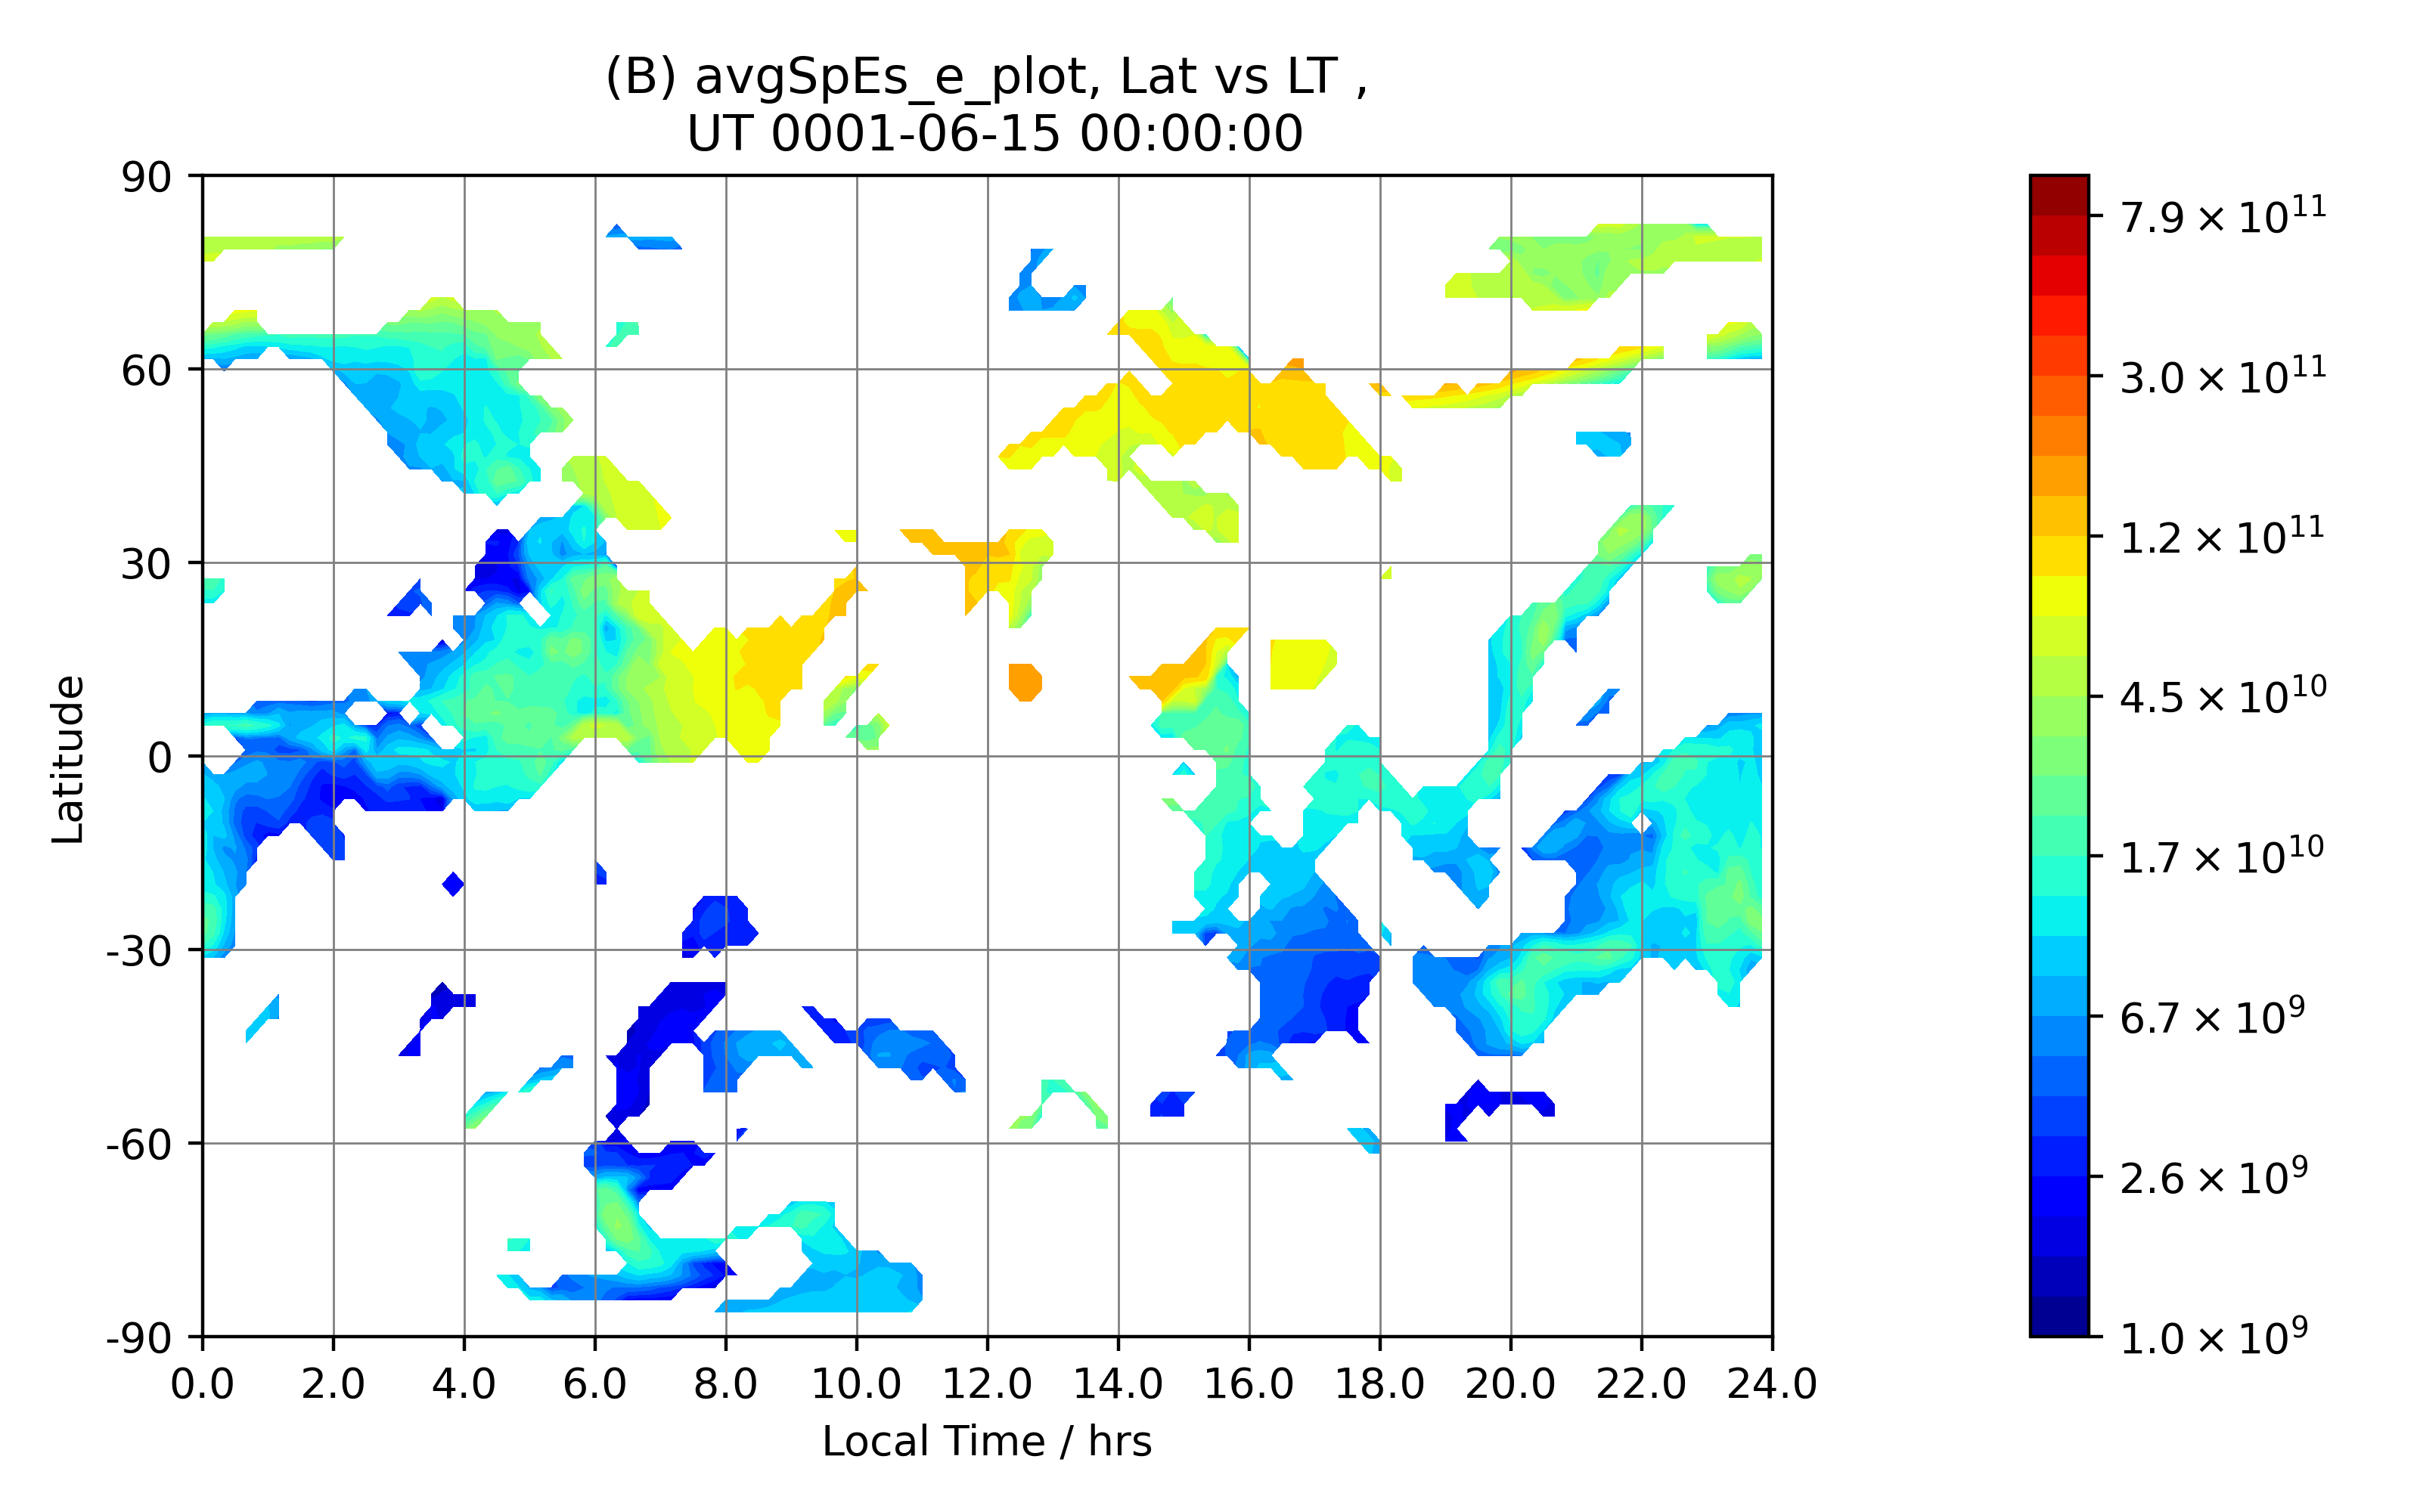 (B) avgSpEs_e_plot, Lat vs LT ,
UT 0001-06-15 00:00:00
90
60
30
0
-30
-60
-90
Latitude
0.0 2.0 4.0 6.0 8.0 10.0 12.0 14.0 16.0 18.0 20.0 22.0 24.0
Local Time / hrs
7.9 × 10¹¹
3.0 × 10¹¹
1.2 × 10¹¹
4.5 × 10¹⁰
1.7 × 10¹⁰
6.7 × 10⁹
2.6 × 10⁹
1.0 × 10⁹